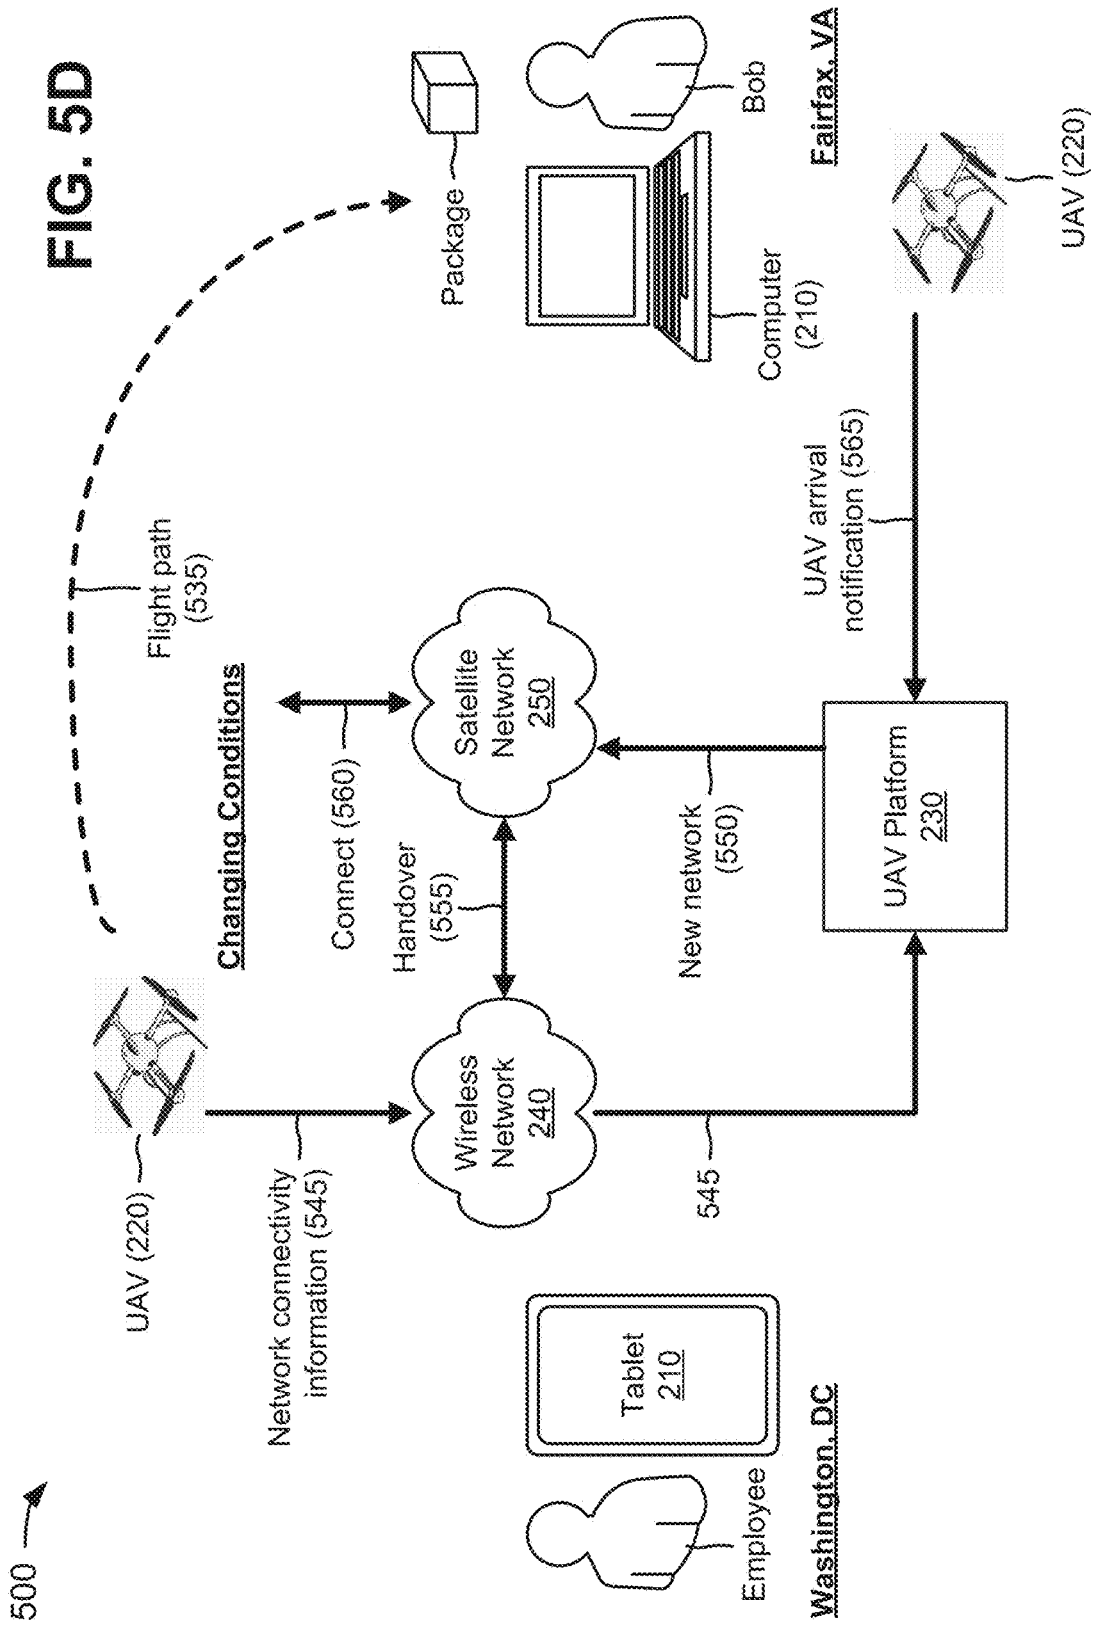 500
FIG. 5D
UAV (220)
Flight path
(535)
Network connectivity
information (545)
Changing Conditions
Connect (560)
Package
Handover
(555)
Wireless
Network
240
Satellite
Network
250
Tablet
210
Employee
Washington, DC
545
New network
(550)
Computer
(210)
Bob
Fairfax, VA
UAV Platform
230
UAV arrival
notification (565)
UAV (220)